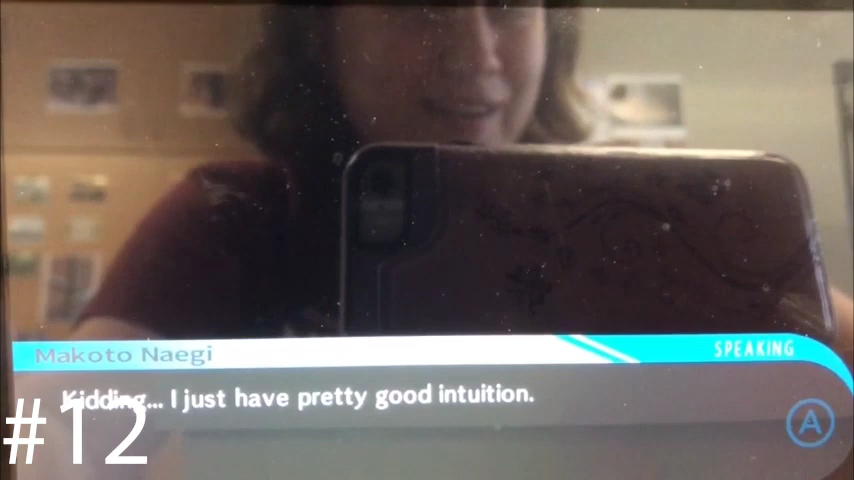 Makoto Naegi
SPEAKING
Kidding... I just have pretty good intuition.
A
#12